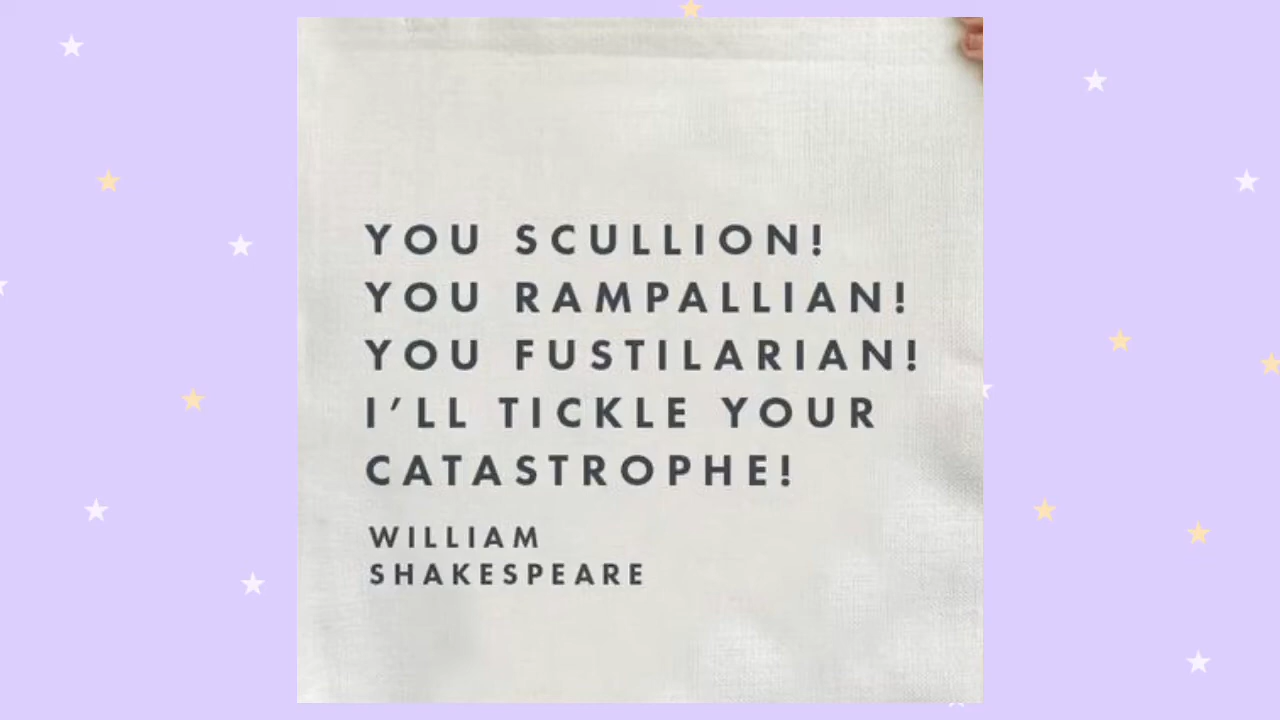 YOU SCULLION!
YOU RAMPALLIAN!
YOU FUSTILARIAN!
I’LL TICKLE YOUR
CATASTROPHE!
WILLIAM
SHAKESPEARE